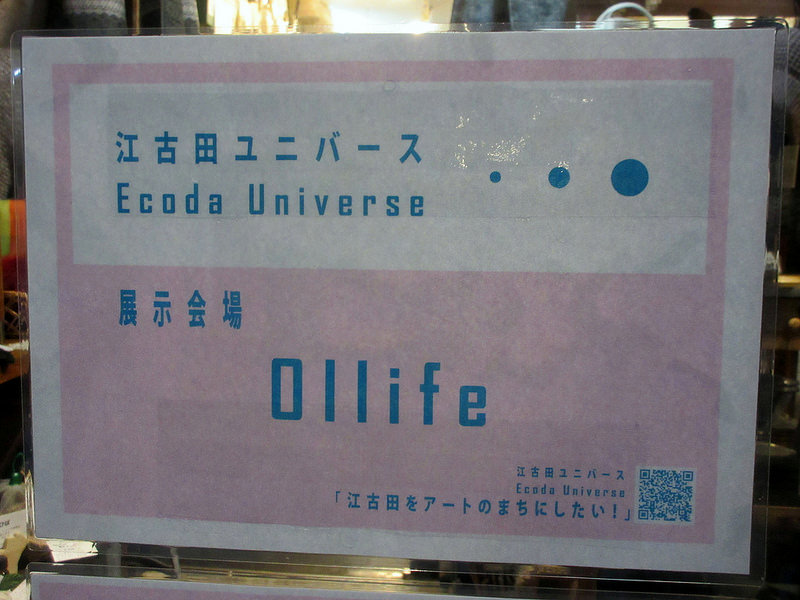 江古田ユニバース
Ecoda Universe
展示会場
Ollife
江古田ユニバース
Ecoda Universe
「江古田をアートのまちにしたい！」